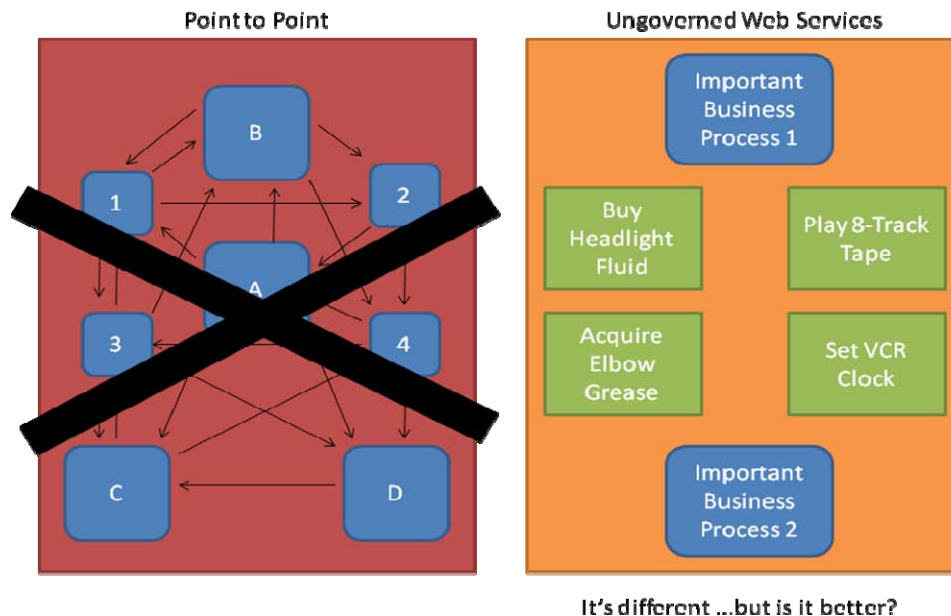 Point to Point
Ungoverned Web Services
B
1
2
A
3
4
C
D
Important
Business
Process 1
Buy
Headlight
Fluid
Play 8-Track
Tape
Acquire
Elbow
Grease
Set VCR
Clock
Important
Business
Process 2
It's different ...but is it better?